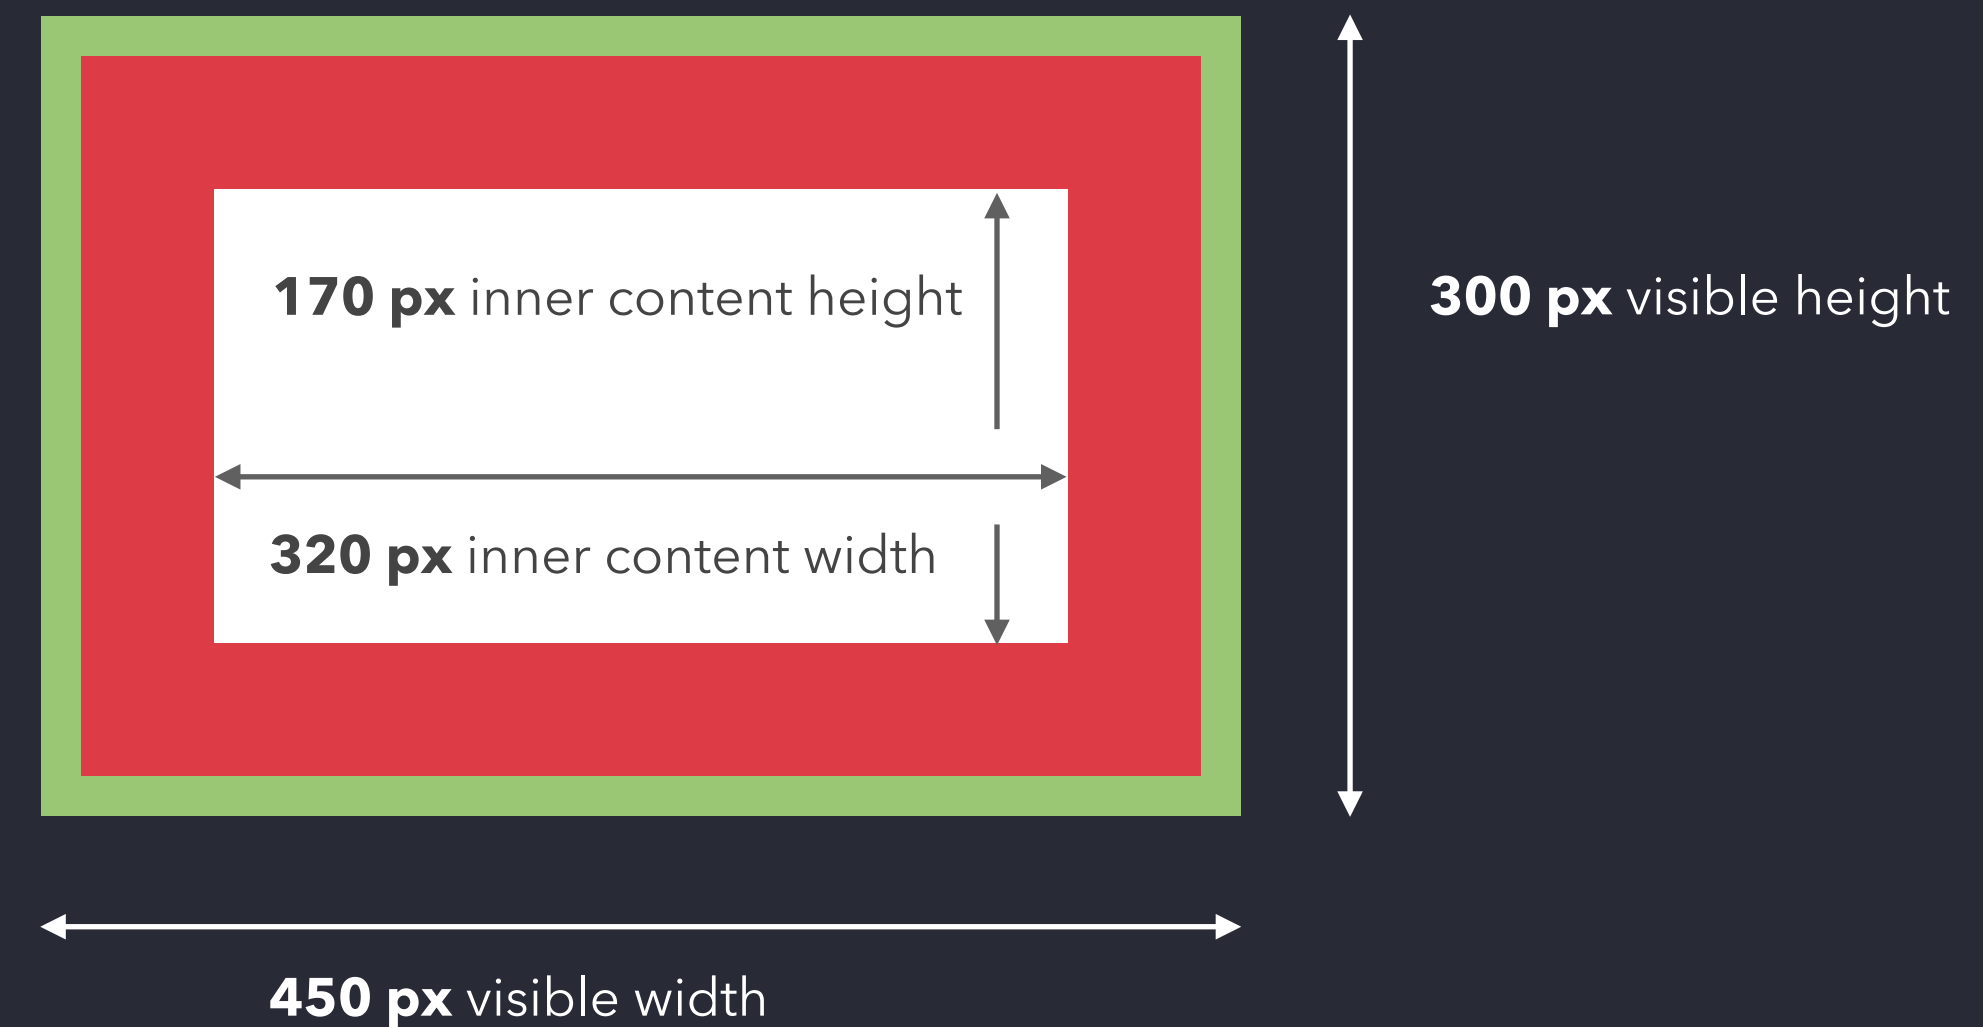 170 px inner content height
300 px visible height
320 px inner content width
450 px visible width